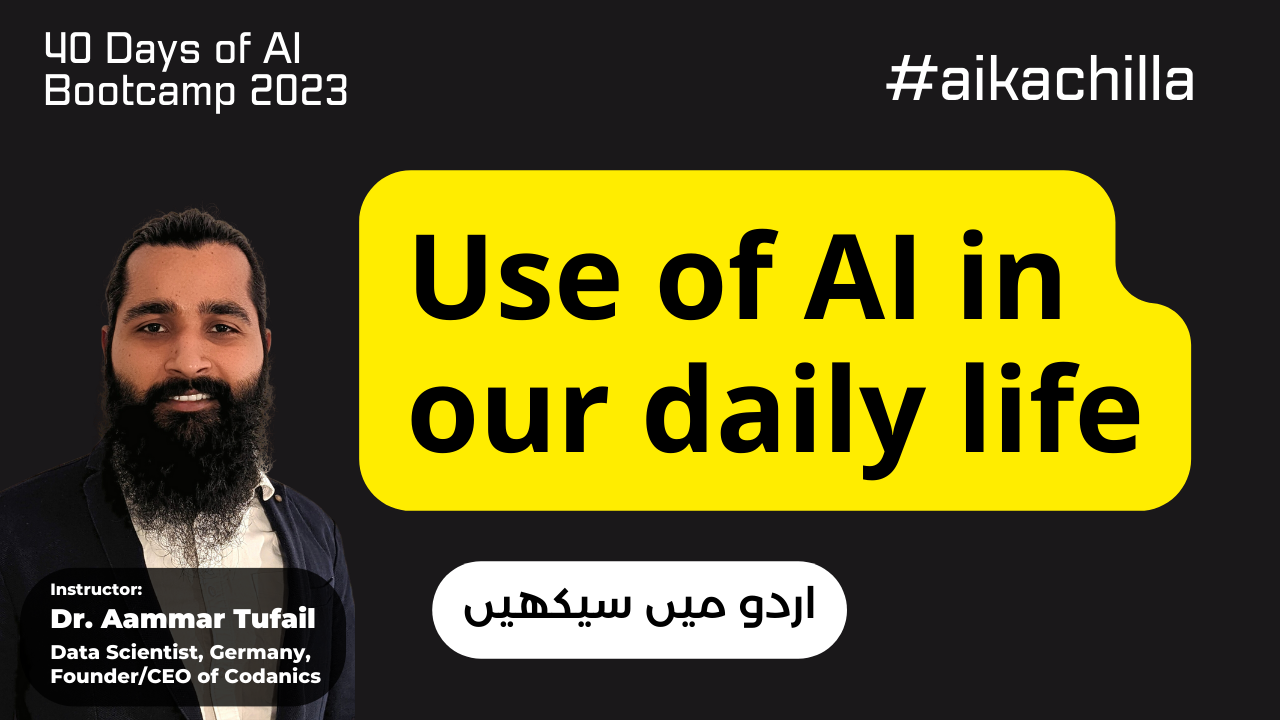 40 Days of AI
Bootcamp 2023
#aikachilla
Use of AI in
our daily life
اردو میں سیکھیں
Instructor:
Dr. Aammar Tufail
Data Scientist, Germany,
Founder/CEO of Codanics